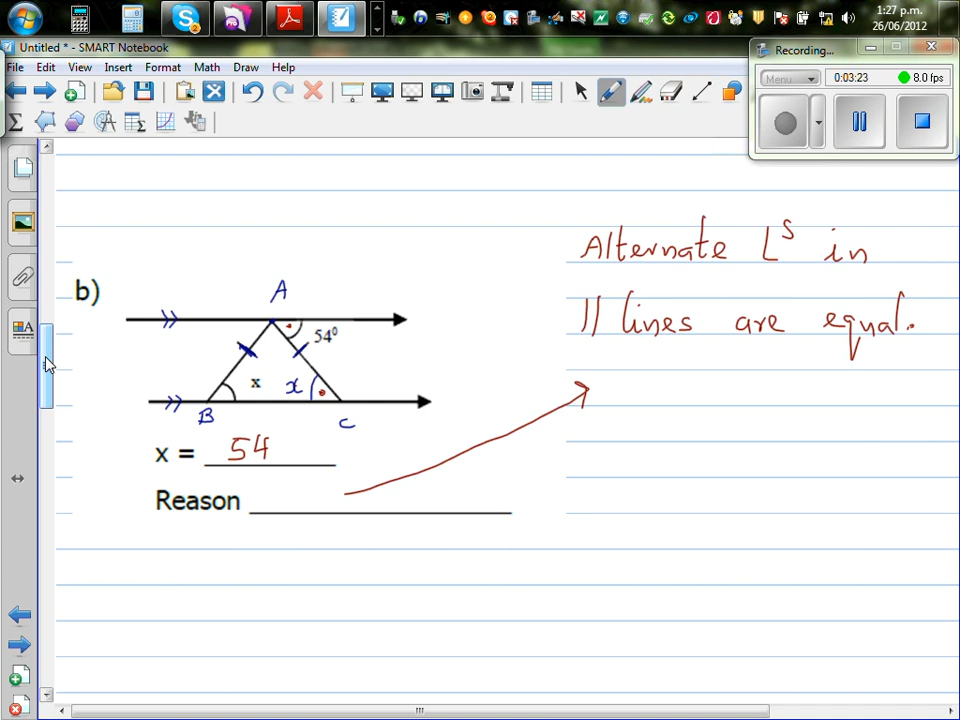 1:27 p.m.
26/06/2012
Untitled * - SMART Notebook
File Edit View Insert Format Math Draw Help
Recording...
Menu
0:03:23
8.0 fps
Alternate Lˢ in
// lines are equal.
b)
A
54⁰
x
x
B
C
x = 54
Reason